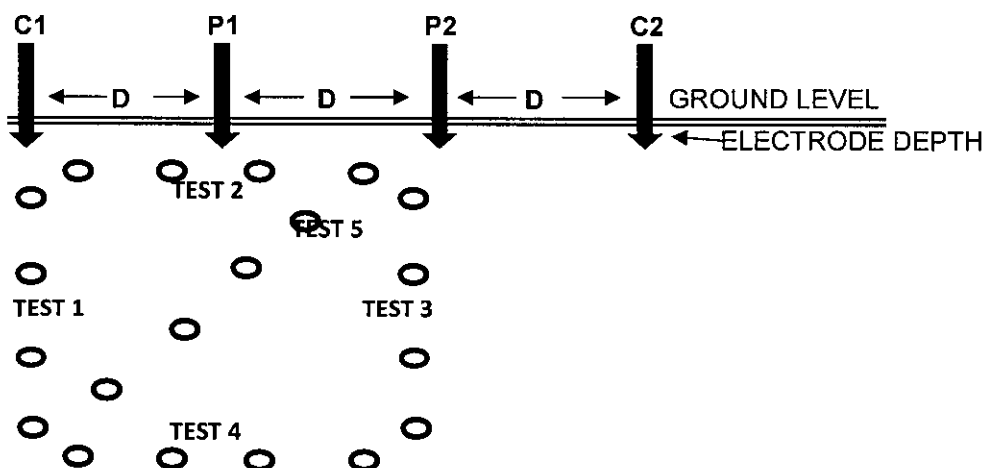 C1 P1 P2 C2
D D D
GROUND LEVEL
ELECTRODE DEPTH
TEST 2
TEST 5
TEST 1 TEST 3
TEST 4